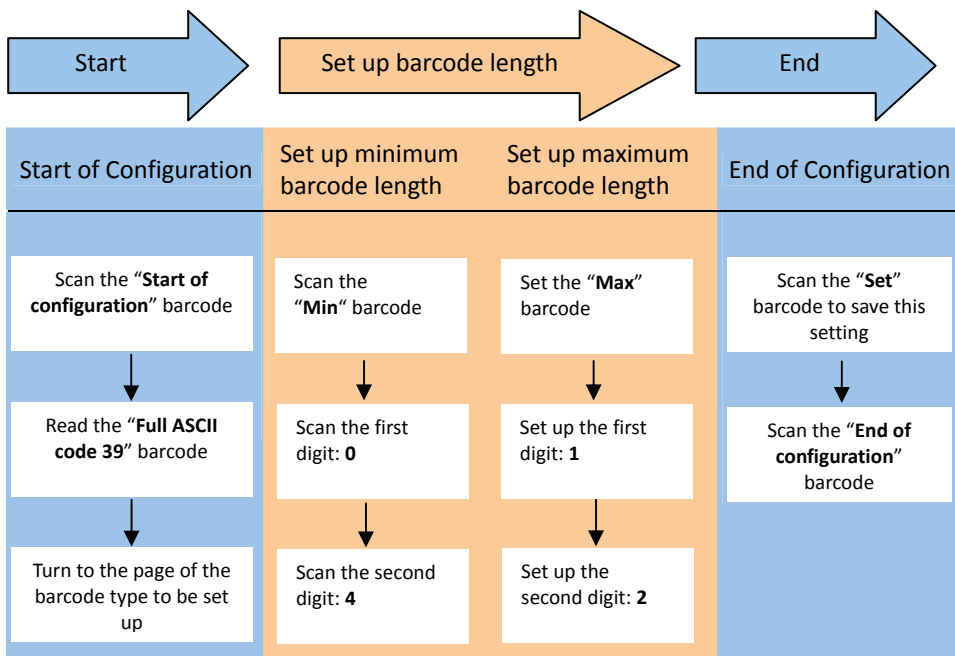 Start
Set up barcode length
End
Start of Configuration
Set up minimum
barcode length
Set up maximum
barcode length
End of Configuration
Scan the “Start of
configuration” barcode
Read the “Full ASCII
code 39” barcode
Turn to the page of the
barcode type to be set
up
Scan the
“Min“ barcode
Scan the first
digit: 0
Scan the second
digit: 4
Set the “Max”
barcode
Set up the first
digit: 1
Set up the
second digit: 2
Scan the “Set”
barcode to save this
setting
Scan the “End of
configuration”
barcode